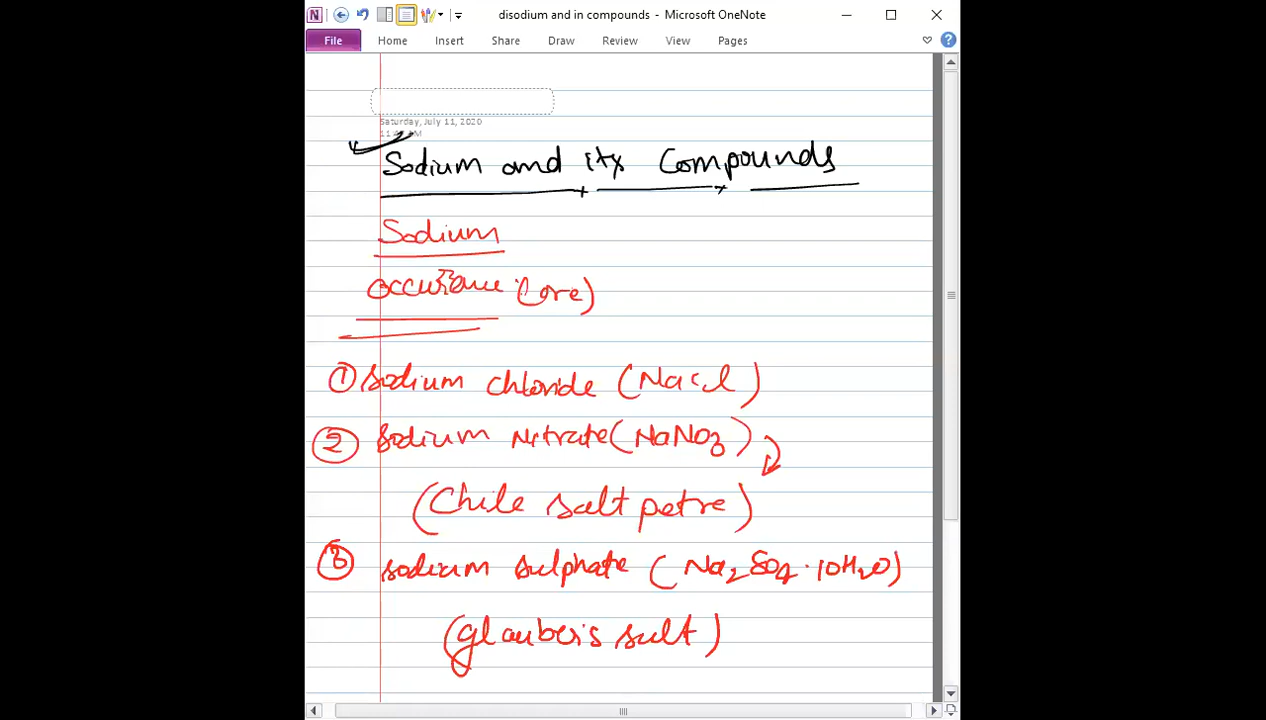 disodium and in compounds - Microsoft OneNote
File Home Insert Share Draw Review View Pages
Saturday, July 11, 2020
Sodium and its Compounds
Sodium
occurrance (ore)
① Sodium chloride (NaCl)
② Sodium Nitrate (NaNO3)
(Chile salt petre)
③ sodium sulphate (Na2SO4·10H2O)
(glauber's salt)